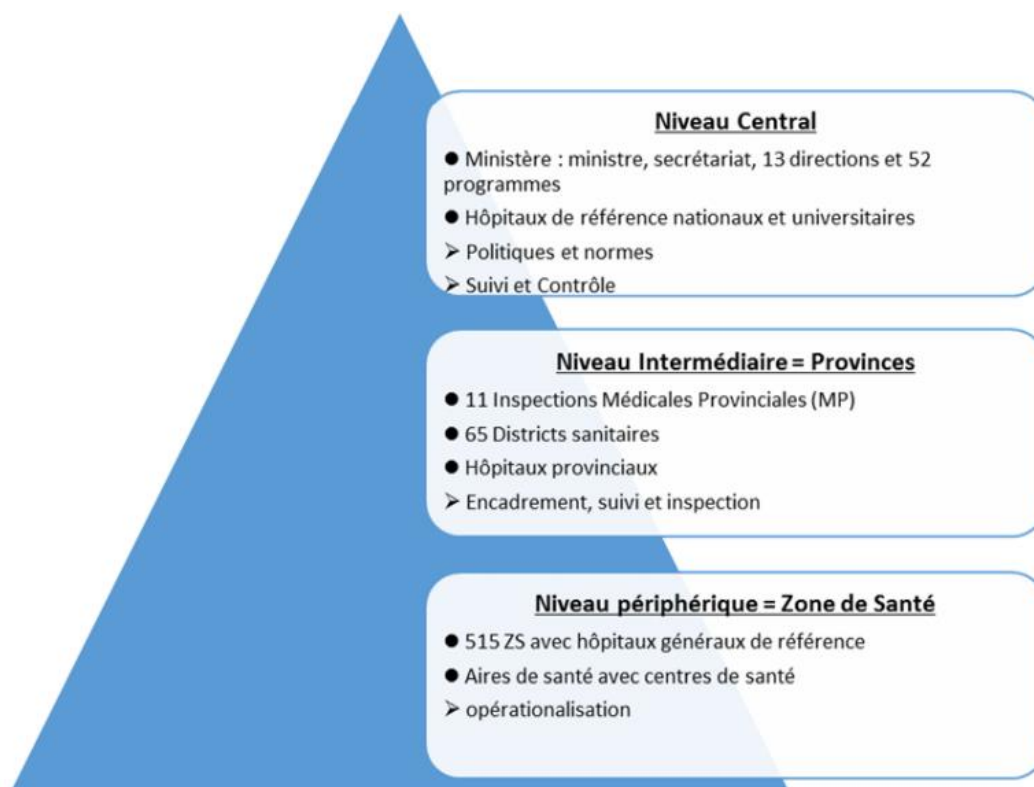 Niveau Central
● Ministère : ministre, secrétariat, 13 directions et 52
programmes
● Hôpitaux de référence nationaux et universitaires
➢ Politiques et normes
➢ Suivi et Contrôle
Niveau Intermédiaire = Provinces
● 11 Inspections Médicales Provinciales (MP)
● 65 Districts sanitaires
● Hôpitaux provinciaux
➢ Encadrement, suivi et inspection
Niveau périphérique = Zone de Santé
● 515 ZS avec hôpitaux généraux de référence
● Aires de santé avec centres de santé
➢ opérationalisation